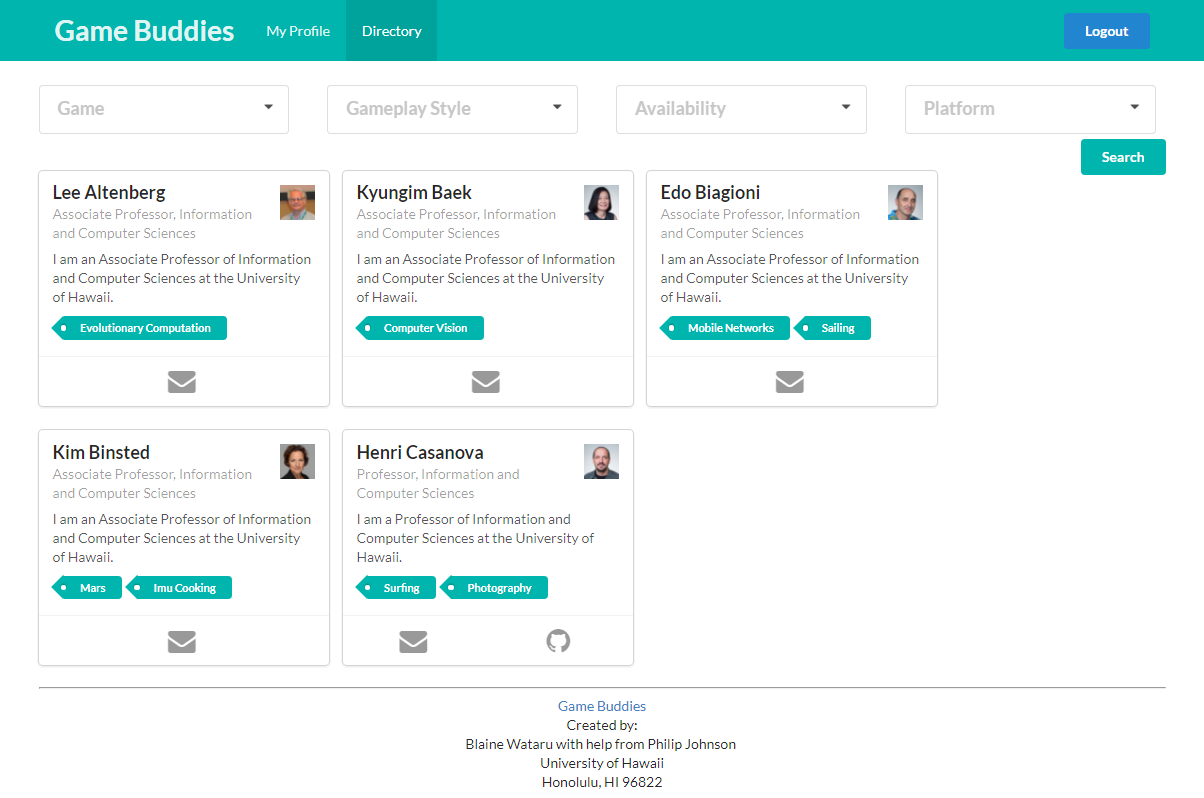 Game Buddies My Profile Directory Logout
Game Gameplay Style Availability Platform
Search
Lee Altenberg
Associate Professor, Information
and Computer Sciences
I am an Associate Professor of Information
and Computer Sciences at the University
of Hawaii.
Evolutionary Computation
Kyungim Baek
Associate Professor, Information
and Computer Sciences
I am an Associate Professor of Information
and Computer Sciences at the University
of Hawaii.
Computer Vision
Edo Biagioni
Associate Professor, Information
and Computer Sciences
I am an Associate Professor of Information
and Computer Sciences at the University
of Hawaii.
Mobile Networks Sailing
Kim Binsted
Associate Professor, Information
and Computer Sciences
I am an Associate Professor of Information
and Computer Sciences at the University
of Hawaii.
Mars Imu Cooking
Henri Casanova
Professor, Information and
Computer Sciences
I am a Professor of Information and
Computer Sciences at the University of
Hawaii.
Surfing Photography
Game Buddies
Created by:
Blaine Wataru with help from Philip Johnson
University of Hawaii
Honolulu, HI 96822